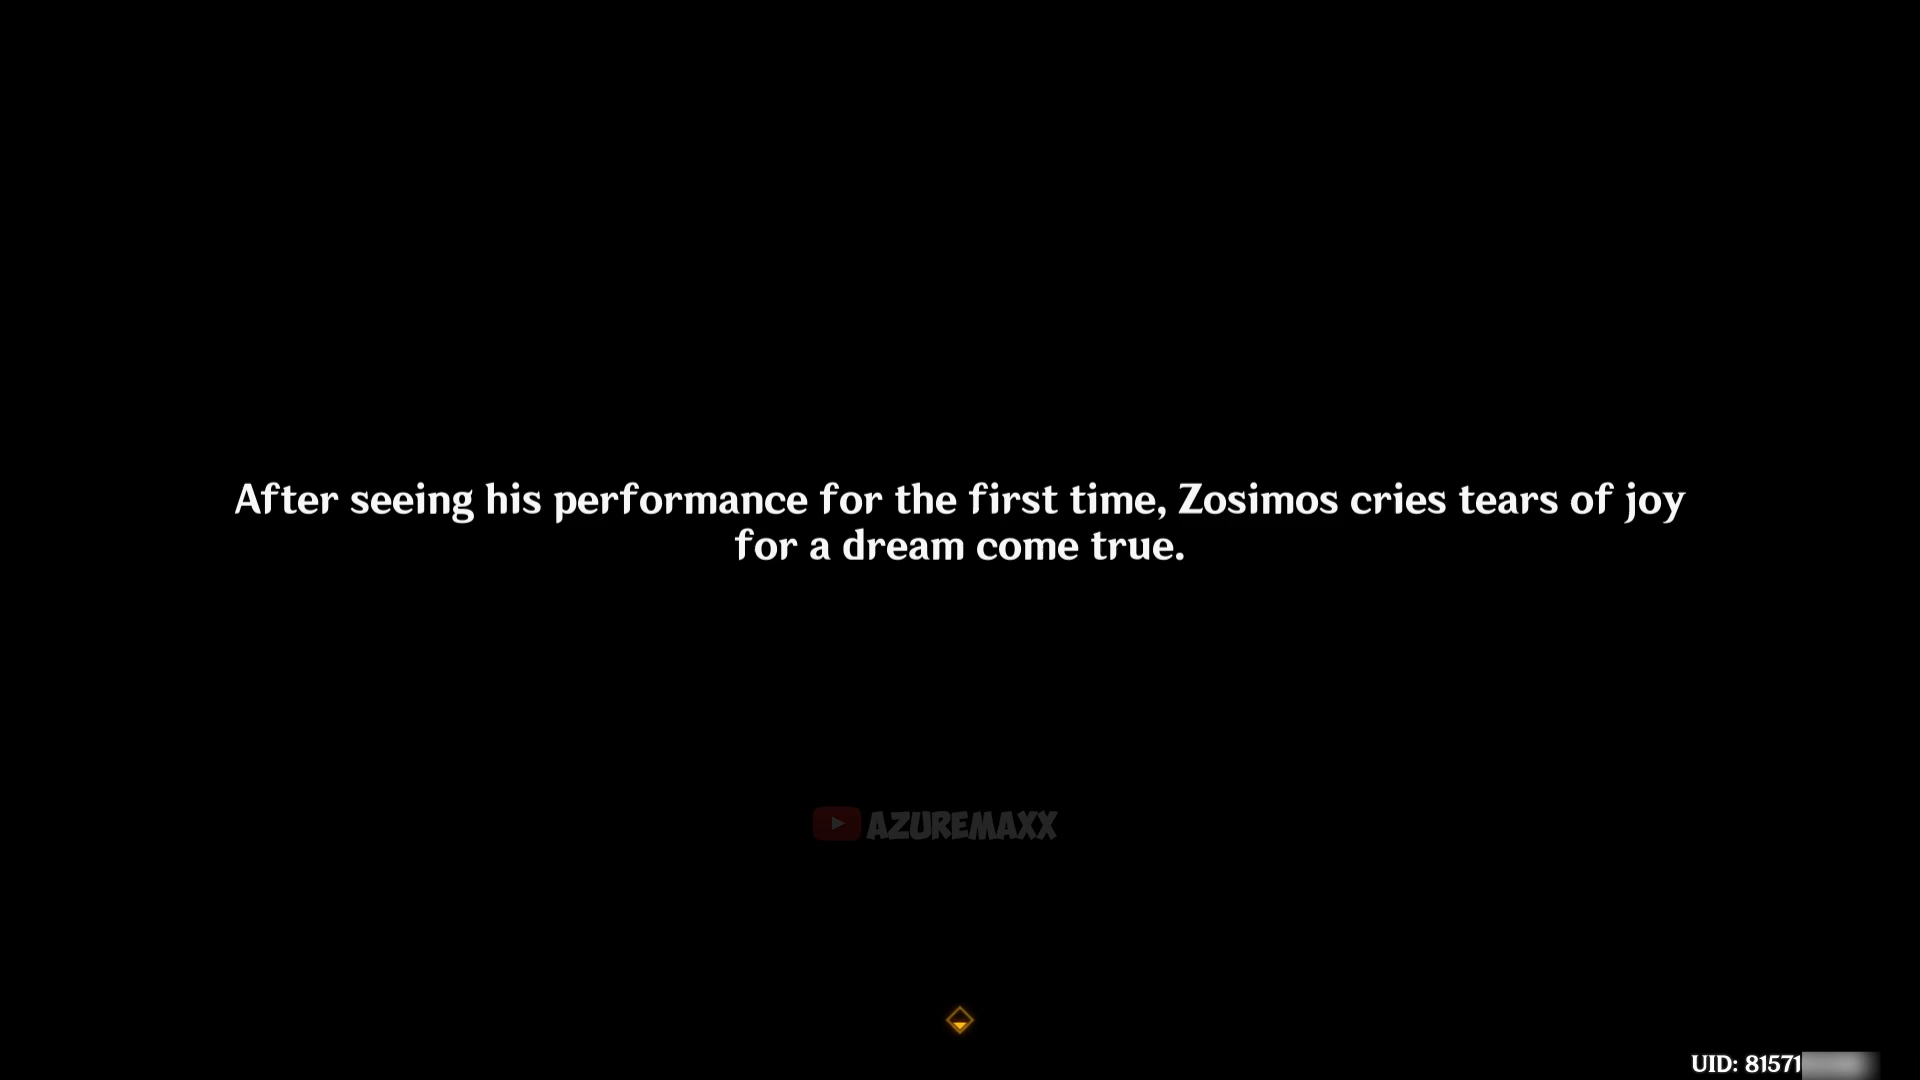 After seeing his performance for the first time, Zosimos cries tears of joy
for a dream come true.
AZUREMAXX
UID: 81571